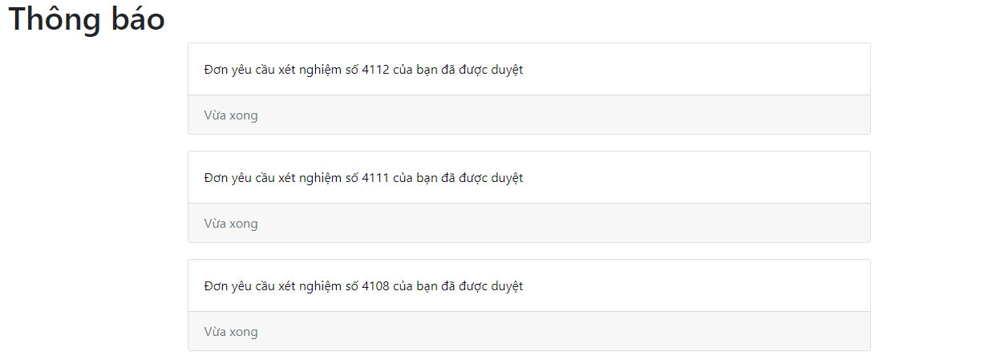 Thông báo
Đơn yêu cầu xét nghiệm số 4112 của bạn đã được duyệt
Vừa xong
Đơn yêu cầu xét nghiệm số 4111 của bạn đã được duyệt
Vừa xong
Đơn yêu cầu xét nghiệm số 4108 của bạn đã được duyệt
Vừa xong